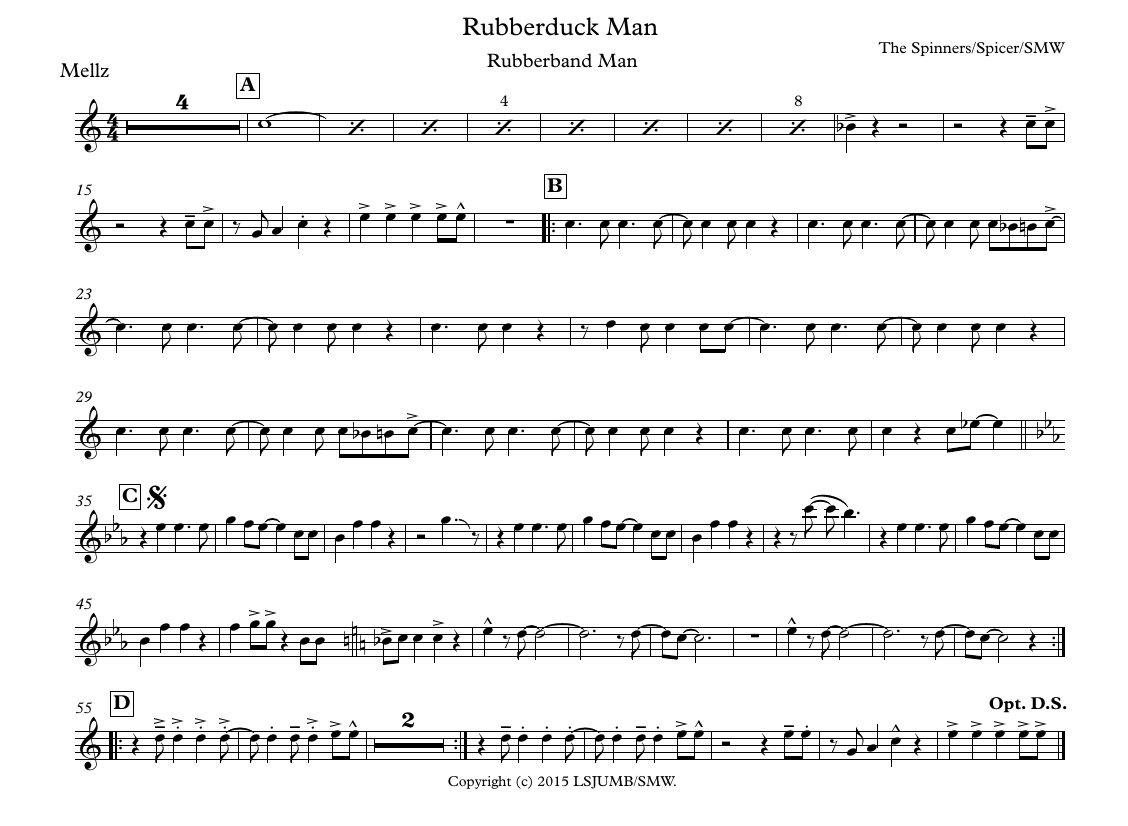 Rubberduck Man
The Spinners/Spicer/SMW
Rubberband Man
Mellz
4
A
4
8
15
B
23
29
35
C
45
55
D
2
Opt. D.S.
Copyright (c) 2015 LSJUMB/SMW.